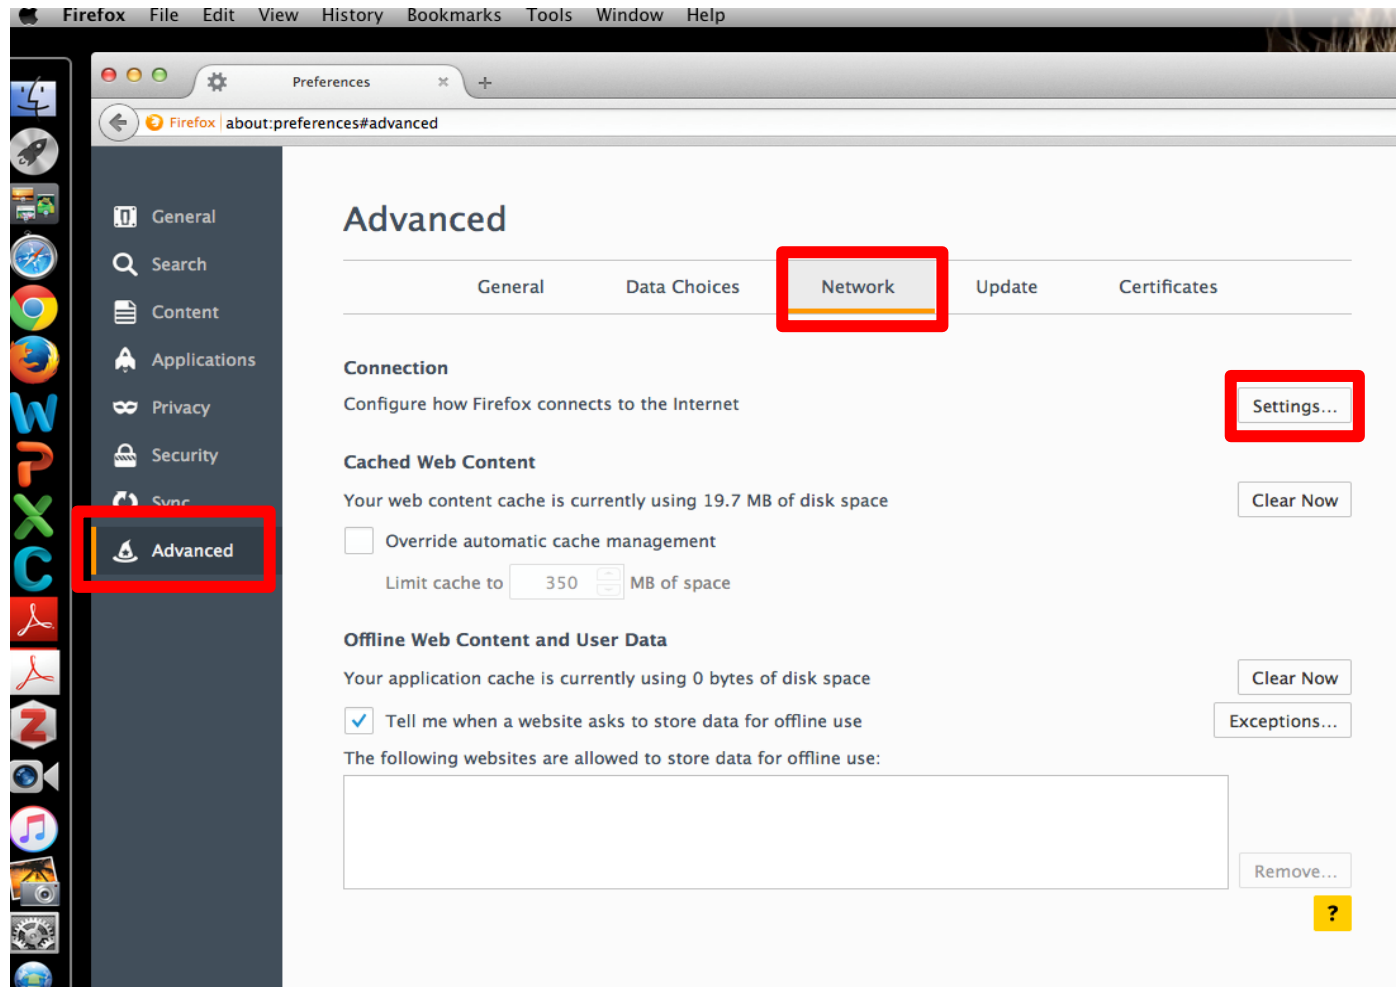 Firefox File Edit View History Bookmarks Tools Window Help
Preferences
Firefox about:preferences#advanced
General
Search
Content
Applications
Privacy
Security
Sync
Advanced
Advanced
General Data Choices Network Update Certificates
Connection
Configure how Firefox connects to the Internet Settings...
Cached Web Content
Your web content cache is currently using 19.7 MB of disk space Clear Now
Override automatic cache management
Limit cache to 350 MB of space
Offline Web Content and User Data
Your application cache is currently using 0 bytes of disk space Clear Now
Tell me when a website asks to store data for offline use Exceptions...
The following websites are allowed to store data for offline use:
Remove...
?